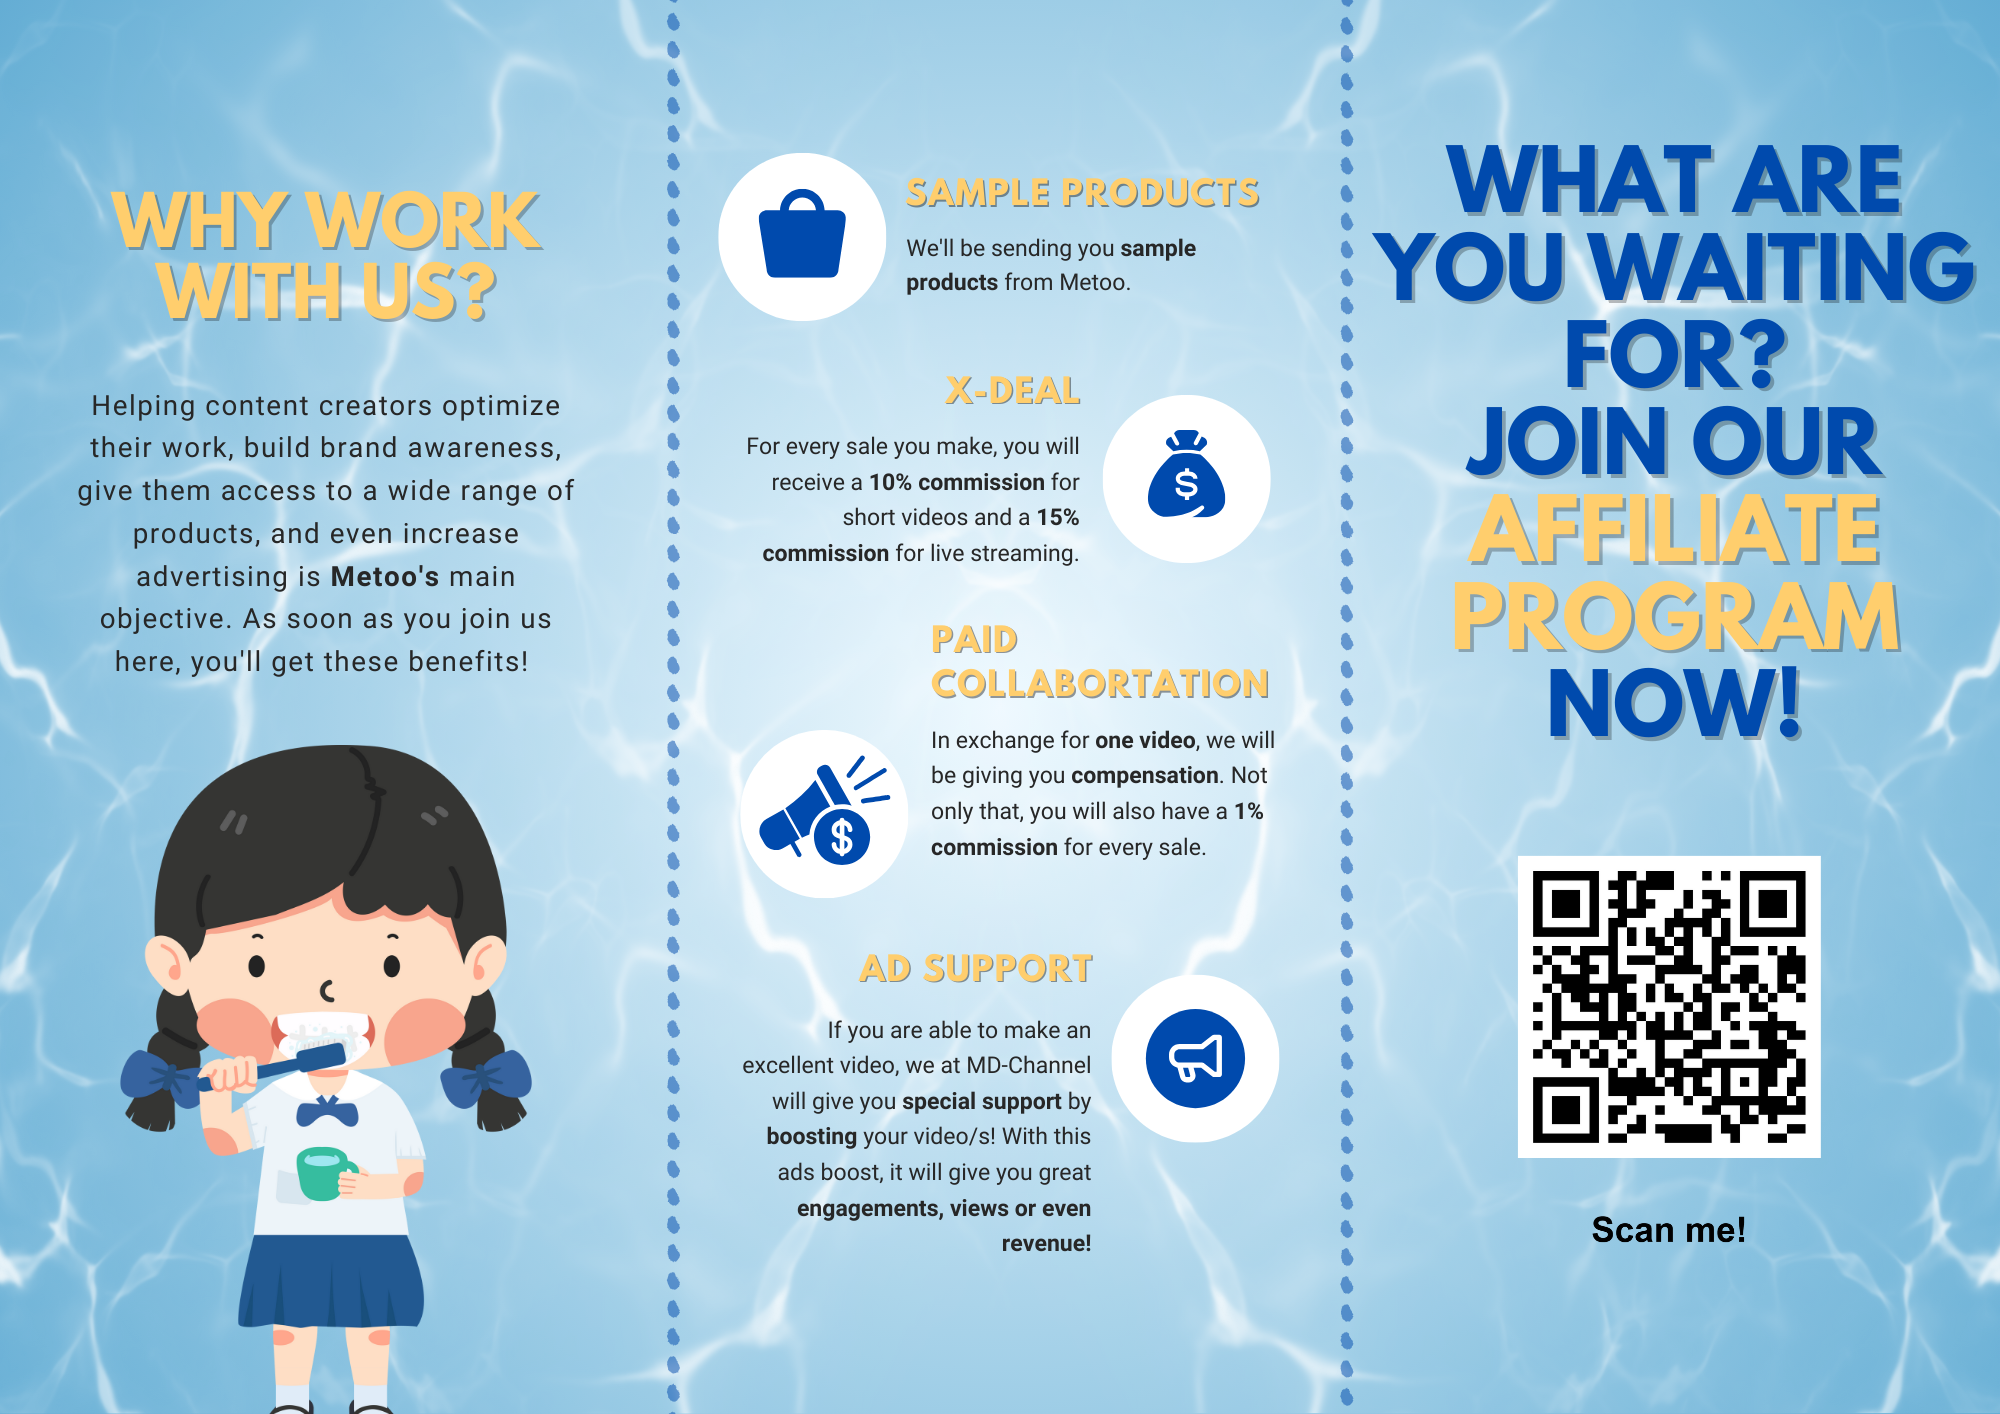 WHY WORK
WITH US?
Helping content creators optimize
their work, build brand awareness,
give them access to a wide range of
products, and even increase
advertising is Metoo's main
objective. As soon as you join us
here, you'll get these benefits!
SAMPLE PRODUCTS
We'll be sending you sample
products from Metoo.
X-DEAL
For every sale you make, you will
receive a 10% commission for
short videos and a 15%
commission for live streaming.
PAID
COLLABORTATION
In exchange for one video, we will
be giving you compensation. Not
only that, you will also have a 1%
commission for every sale.
AD SUPPORT
If you are able to make an
excellent video, we at MD-Channel
will give you special support by
boosting your video/s! With this
ads boost, it will give you great
engagements, views or even
revenue!
WHAT ARE
YOU WAITING
FOR?
JOIN OUR
AFFILIATE
PROGRAM
NOW!
Scan me!